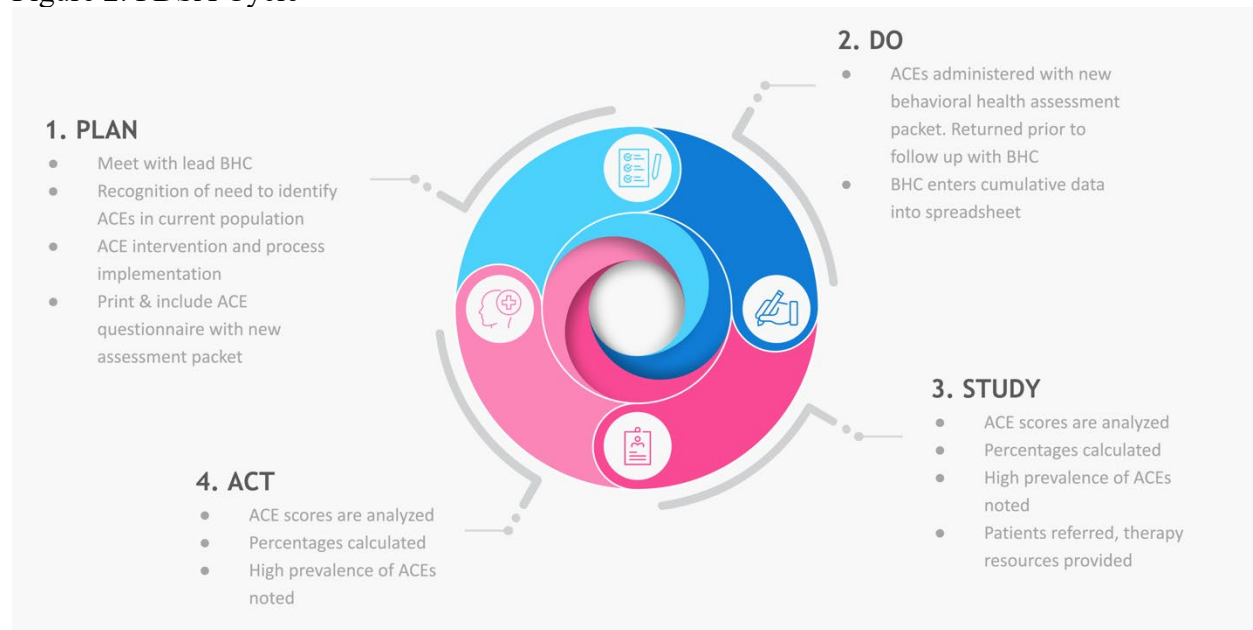 Figure 2: PDSA Cycle
1. PLAN
● Meet with lead BHC
● Recognition of need to identify
ACEs in current population
● ACE intervention and process
implementation
● Print & include ACE
questionnaire with new
assessment packet
2. DO
● ACEs administered with new
behavioral health assessment
packet. Returned prior to
follow up with BHC
● BHC enters cumulative data
into spreadsheet
3. STUDY
● ACE scores are analyzed
● Percentages calculated
● High prevalence of ACEs
noted
● Patients referred, therapy
resources provided
4. ACT
● ACE scores are analyzed
● Percentages calculated
● High prevalence of ACEs
noted